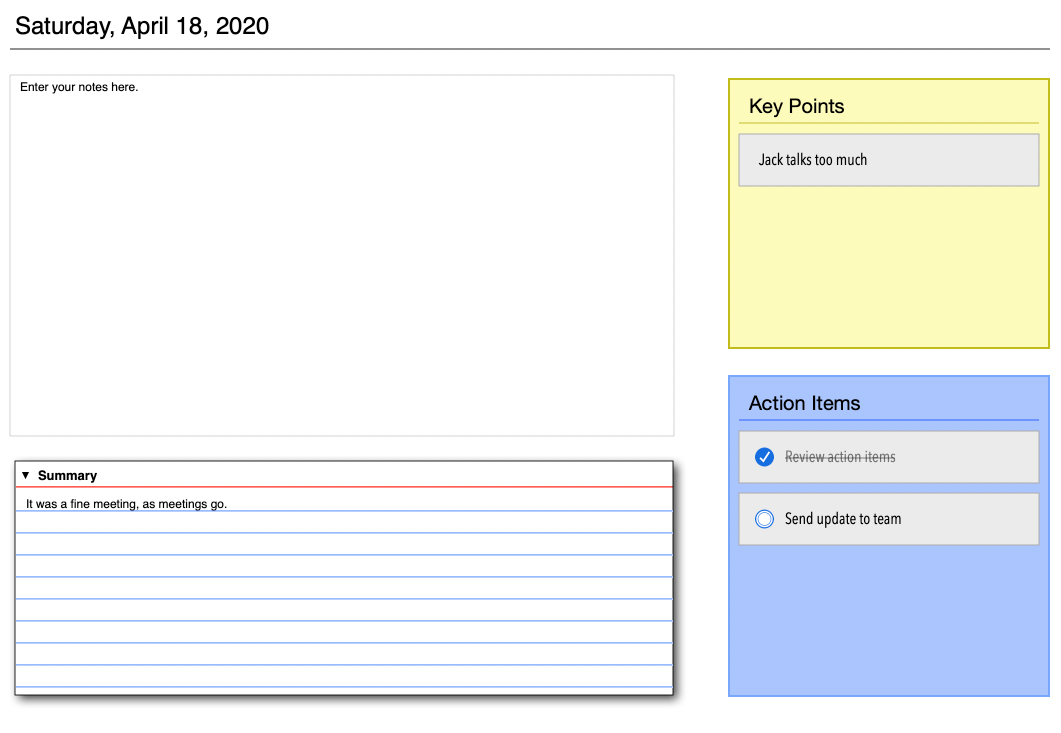 Saturday, April 18, 2020
Enter your notes here.
Summary
It was a fine meeting, as meetings go.
Key Points
Jack talks too much
Action Items
Review action items
Send update to team